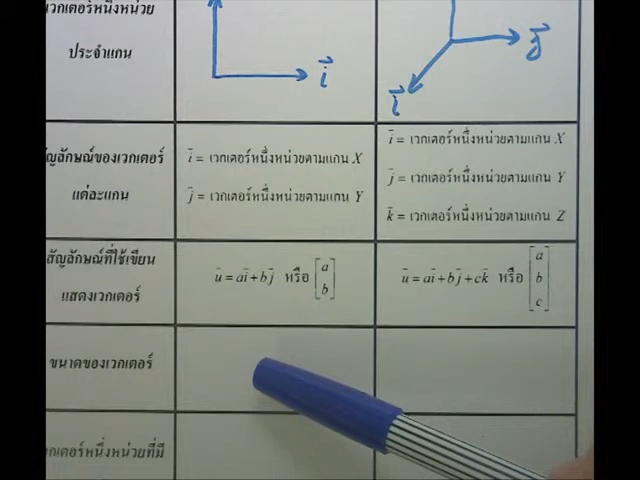 เวกเตอร์หนึ่งหน่วย
ประจำแกน
i
j
i
สัญลักษณ์ของเวกเตอร์
แต่ละแกน
i = เวกเตอร์หนึ่งหน่วยตามแกน X
j = เวกเตอร์หนึ่งหน่วยตามแกน Y
i = เวกเตอร์หนึ่งหน่วยตามแกน X
j = เวกเตอร์หนึ่งหน่วยตามแกน Y
k = เวกเตอร์หนึ่งหน่วยตามแกน Z
สัญลักษณ์ที่ใช้เขียน
แสดงเวกเตอร์
u = ai + bj หรือ [a b]
u = ai + bj + ck หรือ [a b c]
ขนาดของเวกเตอร์
เวกเตอร์หนึ่งหน่วยที่มี